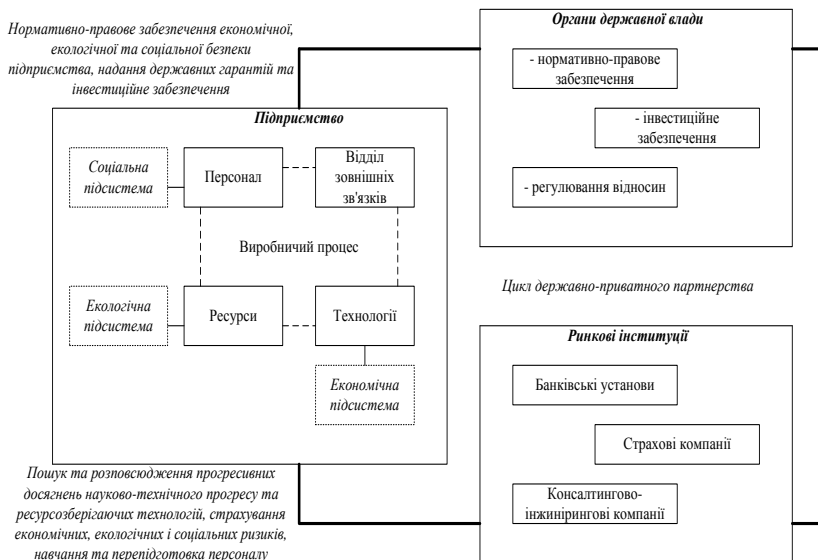 Нормативно-правове забезпечення економічної,
екологічної та соціальної безпеки
підприємства, надання державних гарантій та
інвестиційне забезпечення
Підприємство
Соціальна
підсистема
Персонал
Відділ
зовнішніх
зв'язків
Виробничий процес
Екологічна
підсистема
Ресурси
Технології
Економічна
підсистема
Пошук та розповсюдження прогресивних
досягнень науково-технічного прогресу та
ресурсозберігаючих технологій, страхування
економічних, екологічних і соціальних ризиків,
навчання та перепідготовка персоналу
Органи державної влади
- нормативно-правове
забезпечення
- інвестиційне
забезпечення
- регулювання відносин
Цикл державно-приватного партнерства
Ринкові інституції
Банківські установи
Страхові компанії
Консалтингово-
інжинірингові компанії